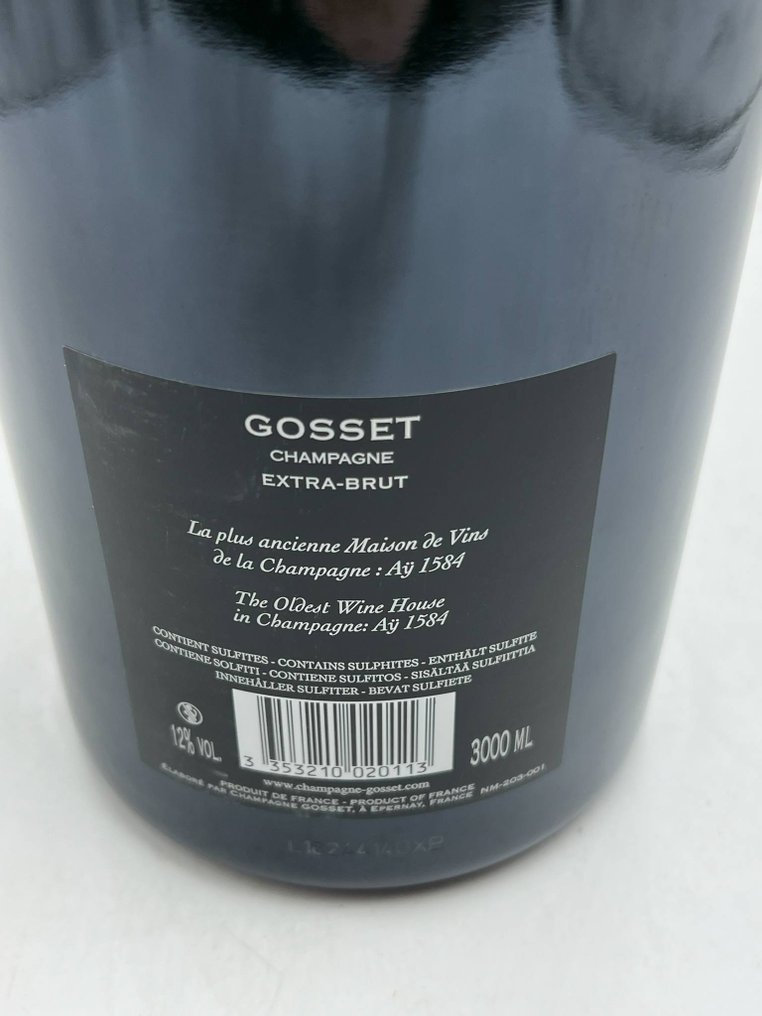 GOSSET
CHAMPAGNE
EXTRA-BRUT
La plus ancienne Maison de Vins
de la Champagne : Aÿ 1584
The Oldest Wine House
in Champagne: Aÿ 1584
CONTIENT SULFITES - CONTAINS SULPHITES - ENTHÄLT SULFITE
CONTIENE SOLFITI - CONTIENE SULFITOS - SISÄLTÄÄ SULFIITTIA
INNEHÅLLER SULFITER - BEVAT SULFIETE
12% VOL.
3 353210 020113
3000 ML
www.champagne-gosset.com
PRODUIT DE FRANCE - PRODUCT OF FRANCE
ÉLABORÉ PAR CHAMPAGNE GOSSET, À EPERNAY, FRANCE NM-203-001